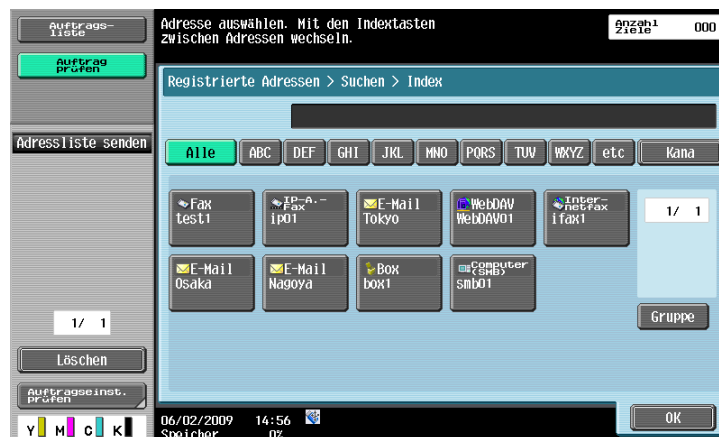 Auftrags-
liste
Auftrag
prüfen
Adressliste senden
1/ 1
Löschen
Auftragseinst.
prüfen
Y M C K
Adresse auswählen. Mit den Indextasten
zwischen Adressen wechseln.
Anzahl
Ziele 000
Registrierte Adressen > Suchen > Index
Alle ABC DEF GHI JKL MNO PQRS TUV WXYZ etc Kana
Fax
test1
IP-A.-
Fax
ip01
E-Mail
Tokyo
WebDAV
WebDAV01
Inter-
netfax
ifax1
1/ 1
E-Mail
Osaka
E-Mail
Nagoya
Box
box1
Computer
(SMB)
smb01
Gruppe
06/02/2009 14:56
Speicher 0%
OK